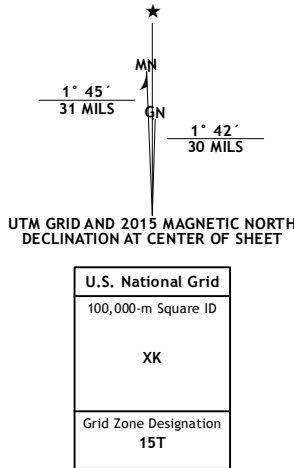 ★
MN
1° 45´
31 MILS
GN
1° 42´
30 MILS
UTM GRID AND 2015 MAGNETIC NORTH
DECLINATION AT CENTER OF SHEET
U.S. National Grid
100,000-m Square ID
XK
Grid Zone Designation
15T